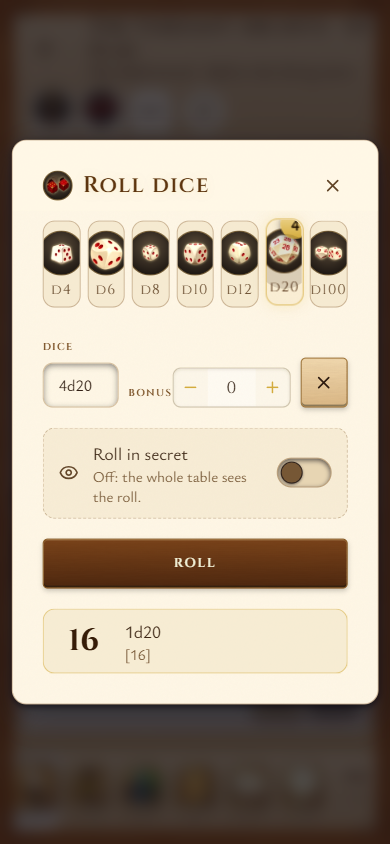 Roll dice
4
D4 D6 D8 D10 D12 D20 D100
DICE
4d20 BONUS − 0 +
Roll in secret
Off: the whole table sees
the roll.
ROLL
16 1d20
[16]